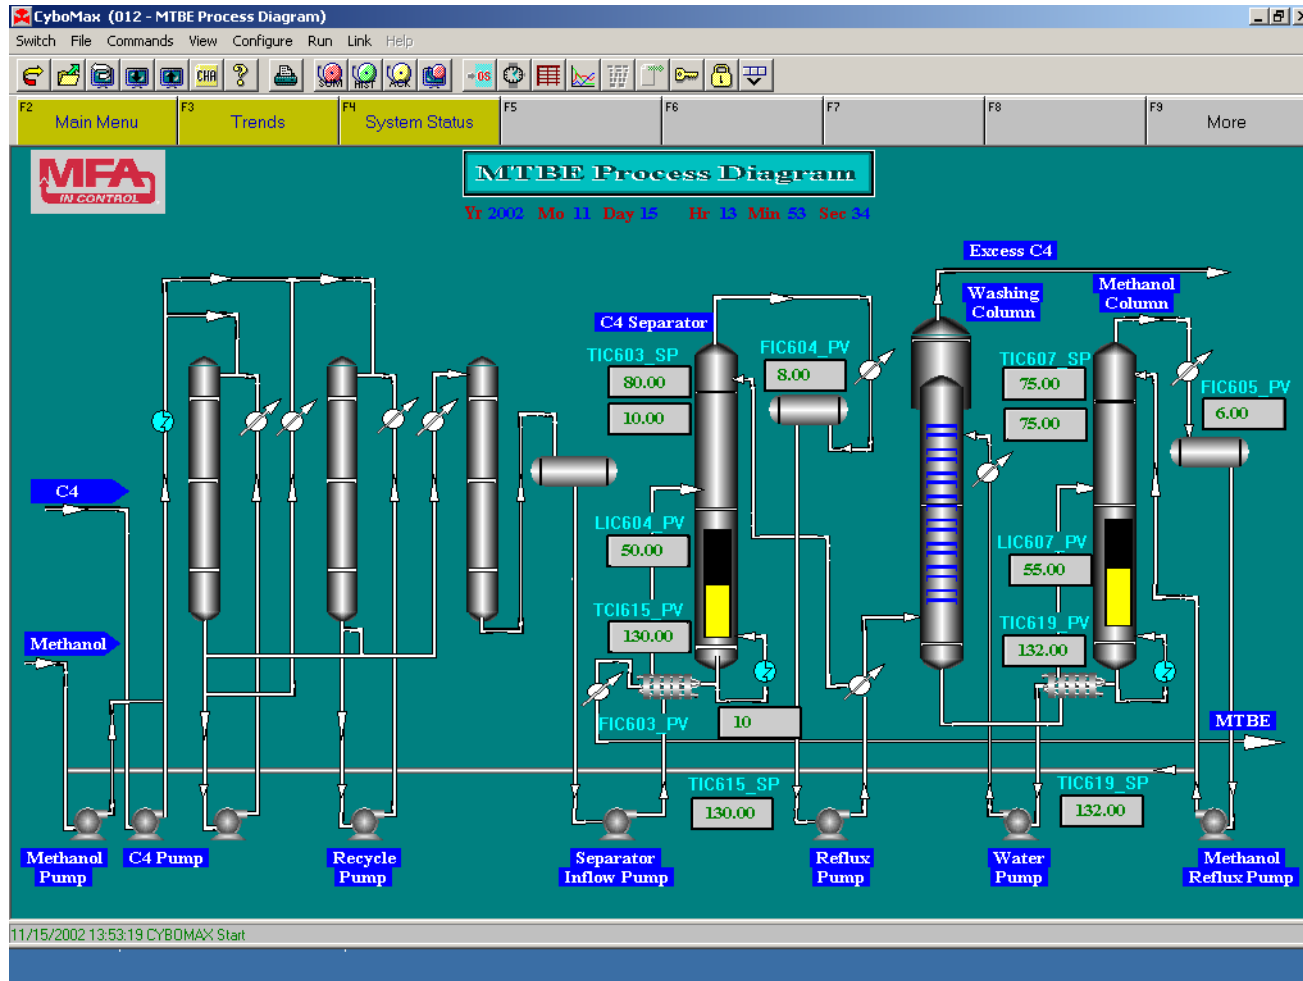 CyboMax (012 - MTBE Process Diagram)
Switch File Commands View Configure Run Link Help
CHA SUM HIST ACK OS
F2 Main Menu F3 Trends F4 System Status F5 F6 F7 F8 F9 More
MFA
IN CONTROL
MTBE Process Diagram
Yr 2002 Mo 11 Day 15 Hr 13 Min 53 Sec 34
Excess C4
Washing
Column
Methanol
Column
C4 Separator
TIC603_SP
80.00
10.00
FIC604_PV
8.00
TIC607_SP
75.00
75.00
FIC605_PV
6.00
C4
LIC604_PV
50.00
LIC607_PV
55.00
TCI615_PV
130.00
TIC619_PV
132.00
Methanol
FIC603_PV
10
MTBE
TIC615_SP
130.00
TIC619_SP
132.00
Methanol
Pump
C4 Pump
Recycle
Pump
Separator
Inflow Pump
Reflux
Pump
Water
Pump
Methanol
Reflux Pump
11/15/2002 13:53:19 CYBOMAX Start